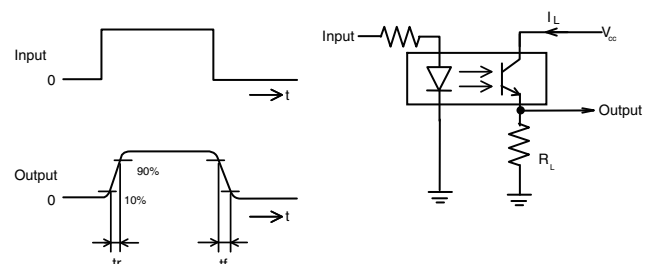 Input
0
t
Output
0
90%
10%
t
tr
tf
Input
I L
Vcc
Output
R L